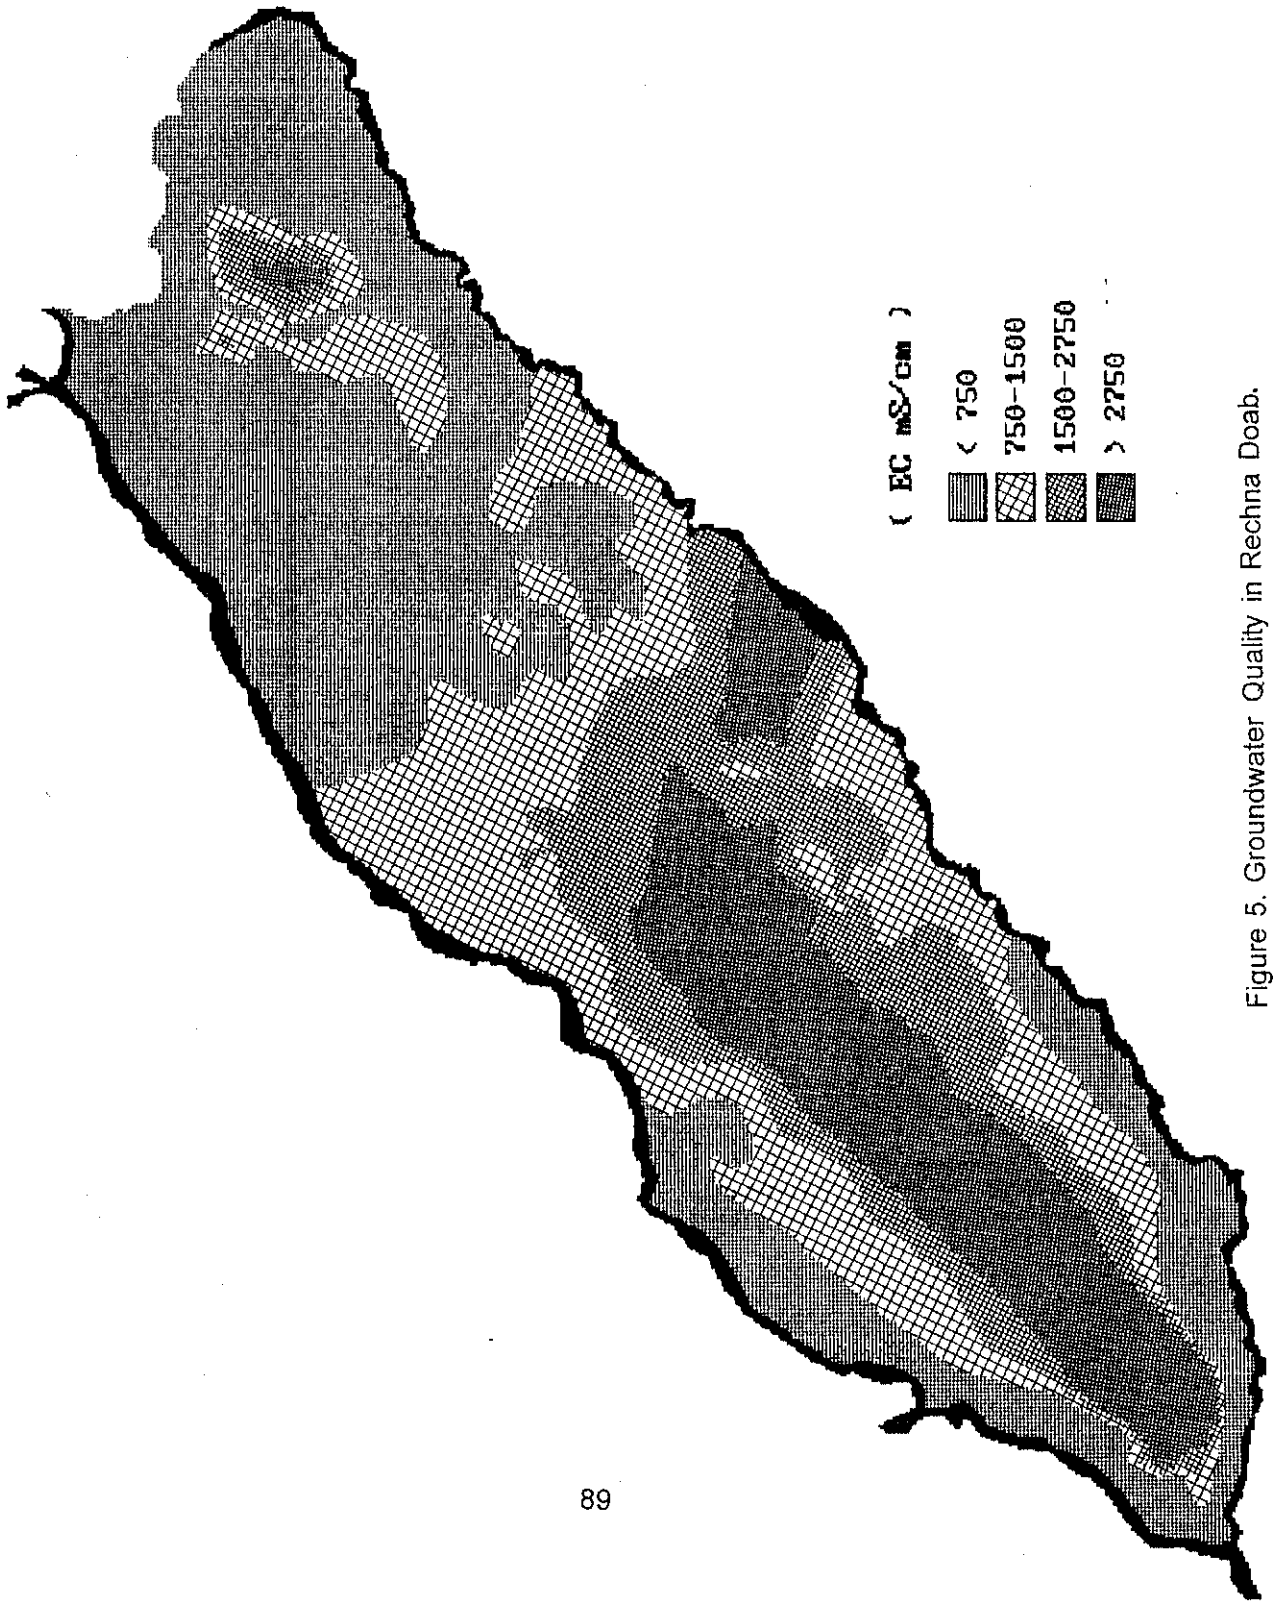 ( EC mS/cm )
< 750
750-1500
1500-2750
> 2750
Figure 5. Groundwater Quality in Rechna Doab.
89